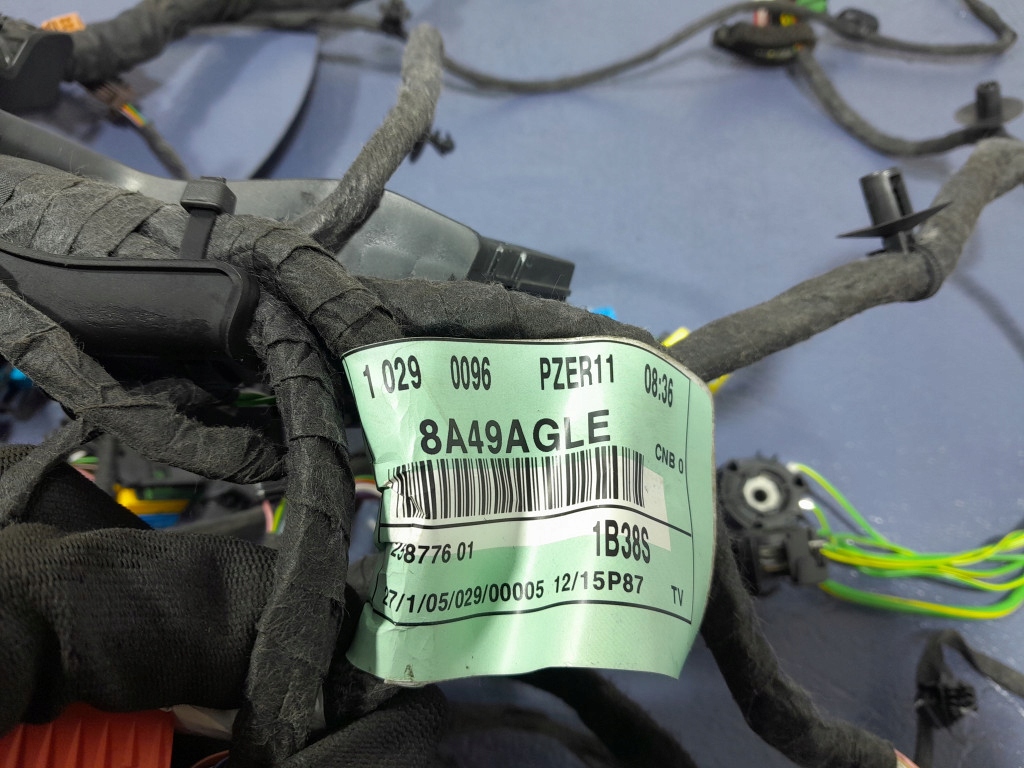 1 029 0096 PZER11 08:36
8A49AGLE
CNB 0
1B38S
27/1/05/029/00005 12/15P87 TV